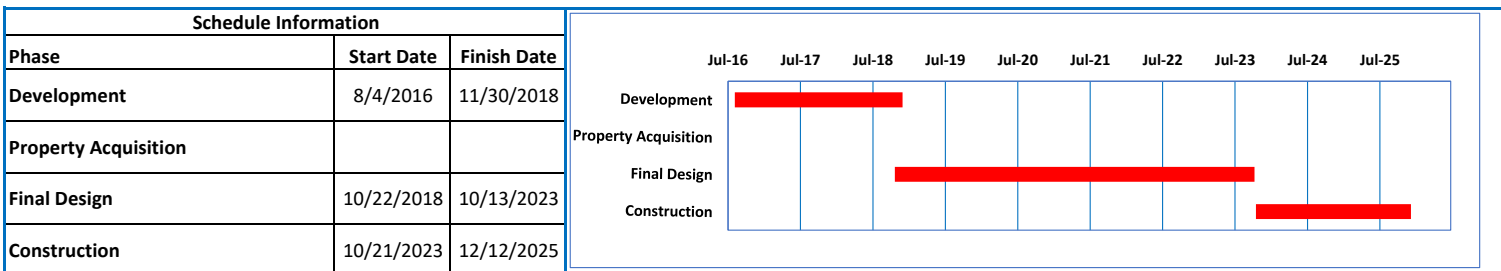 Schedule Information
Phase Start Date Finish Date
Development 8/4/2016 11/30/2018
Property Acquisition
Final Design 10/22/2018 10/13/2023
Construction 10/21/2023 12/12/2025
Jul-16 Jul-17 Jul-18 Jul-19 Jul-20 Jul-21 Jul-22 Jul-23 Jul-24 Jul-25
Development
Property Acquisition
Final Design
Construction